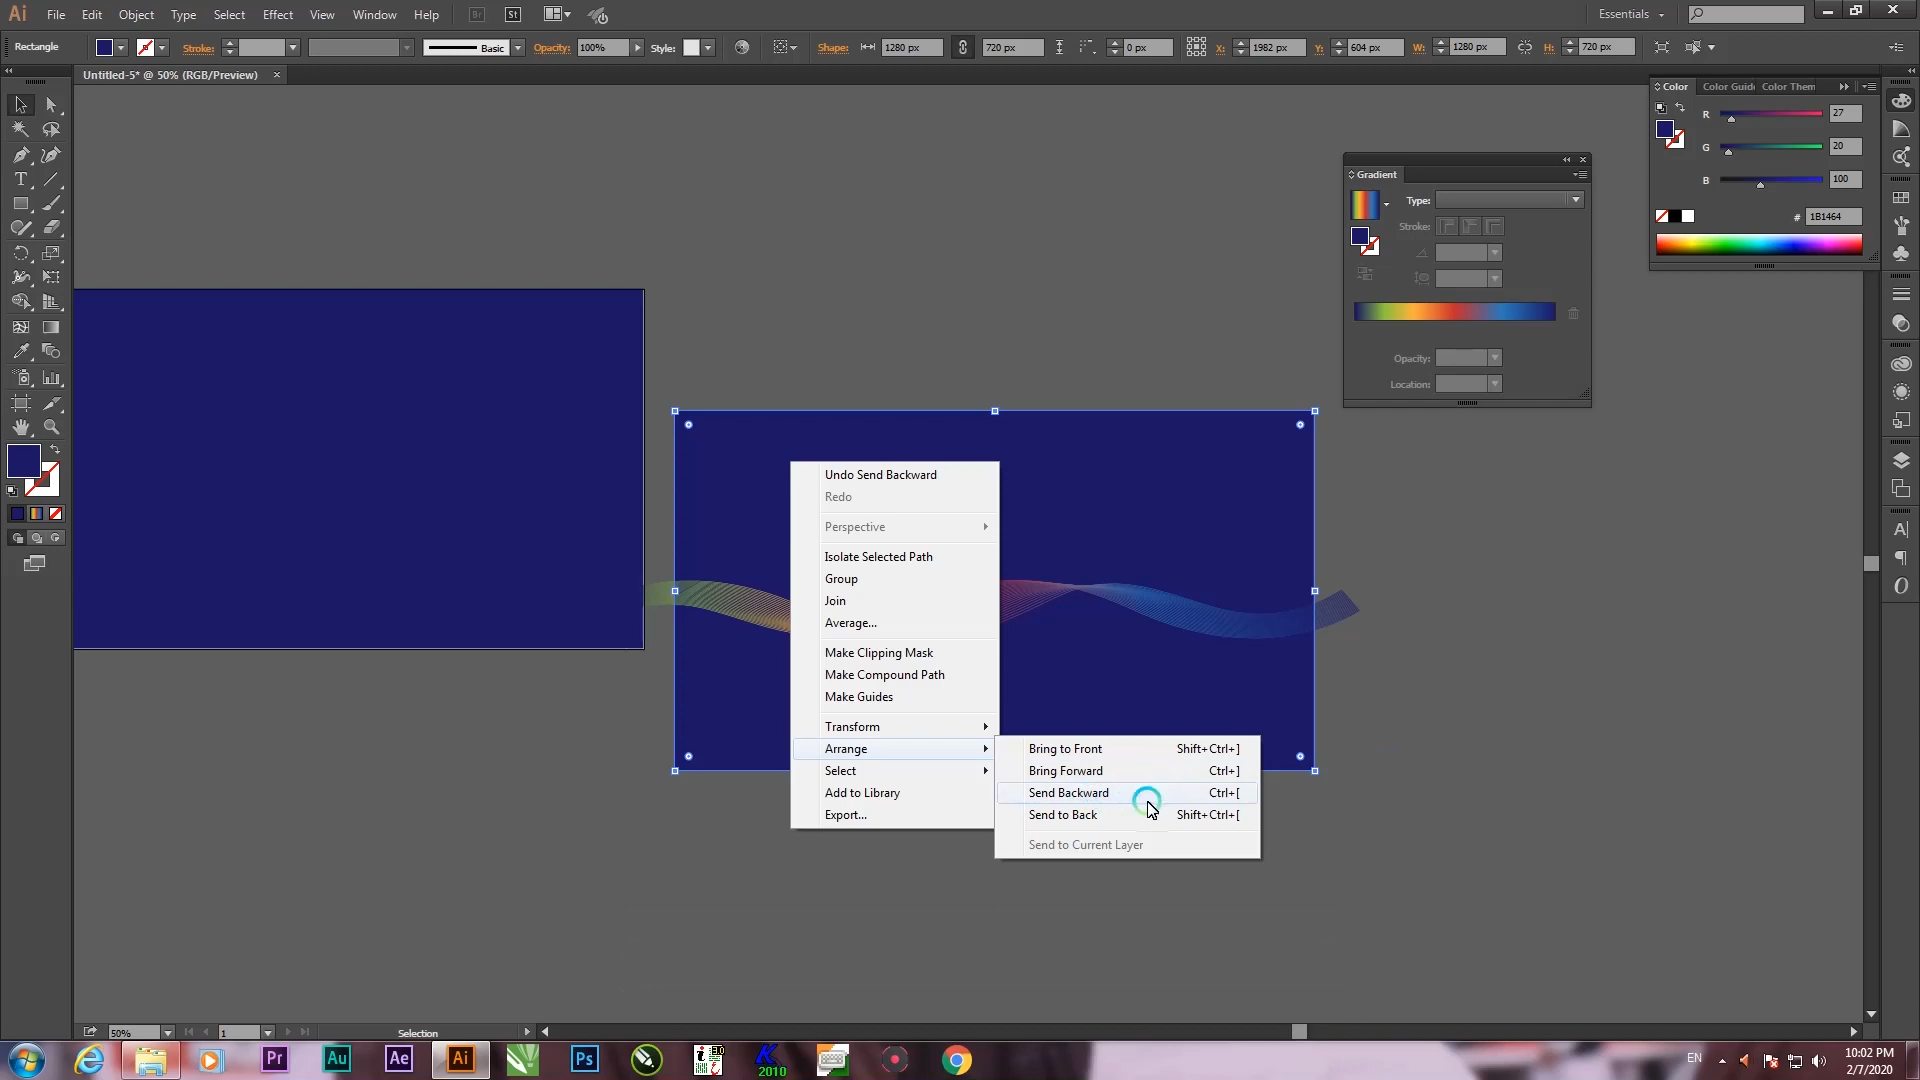 Ai File Edit Object Type Select Effect View Window Help Br St Essentials
Rectangle Stroke: Basic Opacity: 100% Style: Shape: 1280 px 720 px 0 px X: 1982 px Y: 604 px W: 1280 px H: 720 px
Untitled-5* @ 50% (RGB/Preview)
Color Color Guid Color Them
R 27
G 20
B 100
# 1B1464
Gradient
Type:
Stroke:
Opacity:
Location:
Undo Send Backward
Redo
Perspective
Isolate Selected Path
Group
Join
Average...
Make Clipping Mask
Make Compound Path
Make Guides
Transform
Arrange
Select
Add to Library
Export...
Bring to Front Shift+Ctrl+]
Bring Forward Ctrl+]
Send Backward Ctrl+[
Send to Back Shift+Ctrl+[
Send to Current Layer
50% 1 Selection
Pr Au Ae Ai Ps
2010
EN
10:02 PM
2/7/2020